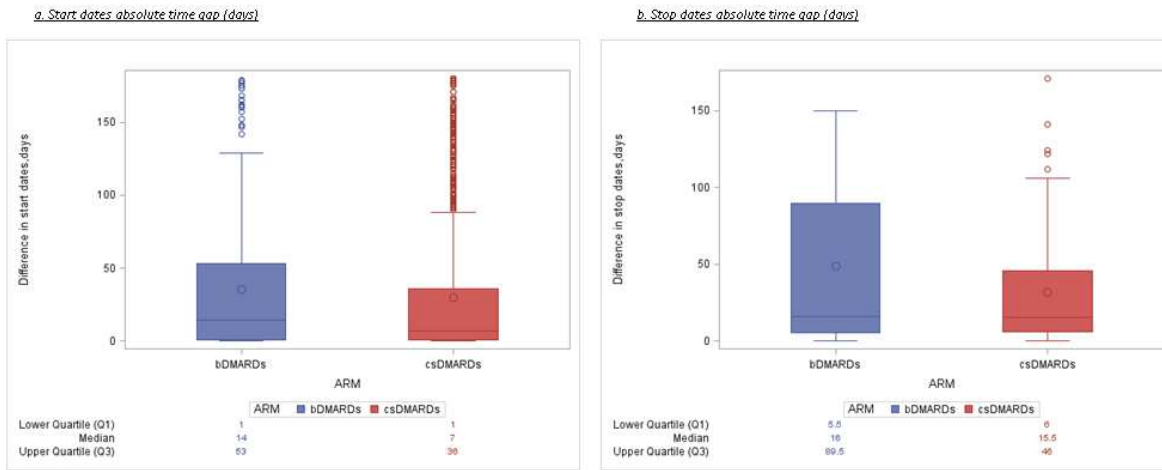 a. Start dates absolute time gap (days)
150
100
50
0
Difference in start dates,days
bDMARDs csDMARDs
ARM
ARM bDMARDs csDMARDs
Lower Quartile (Q1) 1 1
Median 14 7
Upper Quartile (Q3) 53 36
b. Stop dates absolute time gap (days)
150
100
50
0
Difference in stop dates,days
bDMARDs csDMARDs
ARM
ARM bDMARDs csDMARDs
Lower Quartile (Q1) 5.5 6
Median 16 15.5
Upper Quartile (Q3) 89.5 46